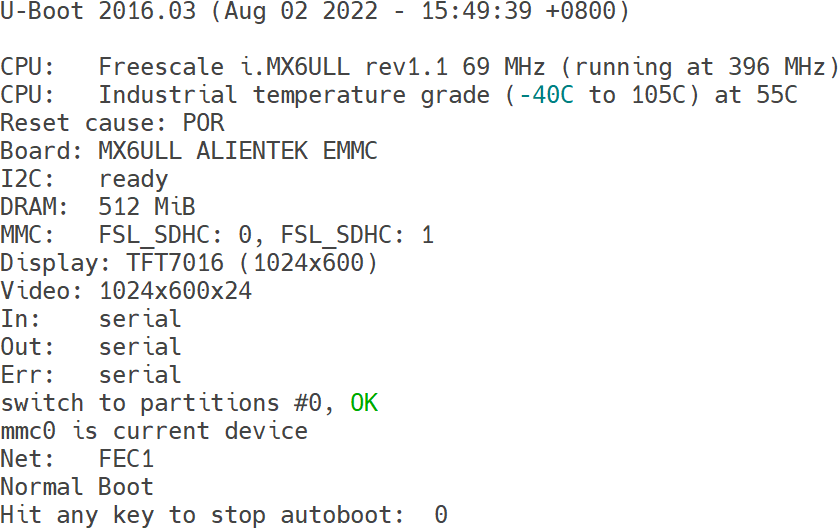 U-Boot 2016.03 (Aug 02 2022 - 15:49:39 +0800)
CPU:   Freescale i.MX6ULL rev1.1 69 MHz (running at 396 MHz)
CPU:   Industrial temperature grade (-40C to 105C) at 55C
Reset cause: POR
Board: MX6ULL ALIENTEK EMMC
I2C:   ready
DRAM:  512 MiB
MMC:   FSL_SDHC: 0, FSL_SDHC: 1
Display: TFT7016 (1024x600)
Video: 1024x600x24
In:    serial
Out:   serial
Err:   serial
switch to partitions #0, OK
mmc0 is current device
Net:   FEC1
Normal Boot
Hit any key to stop autoboot:  0